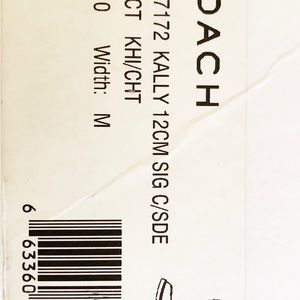 OACH
7172 KALLY 12CM SIG C/SDE
CT KHI/CHT
0 Width: M
6 63360